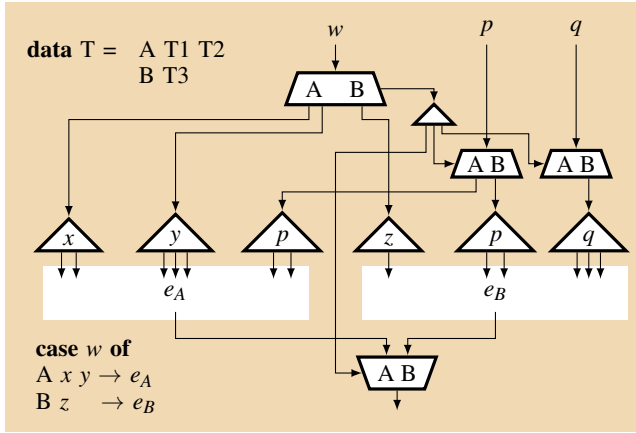 w p q
data T = A T1 T2
B T3
A B
A B A B
x y p z p q
e_A e_B
case w of
A x y → e_A
B z → e_B
A B